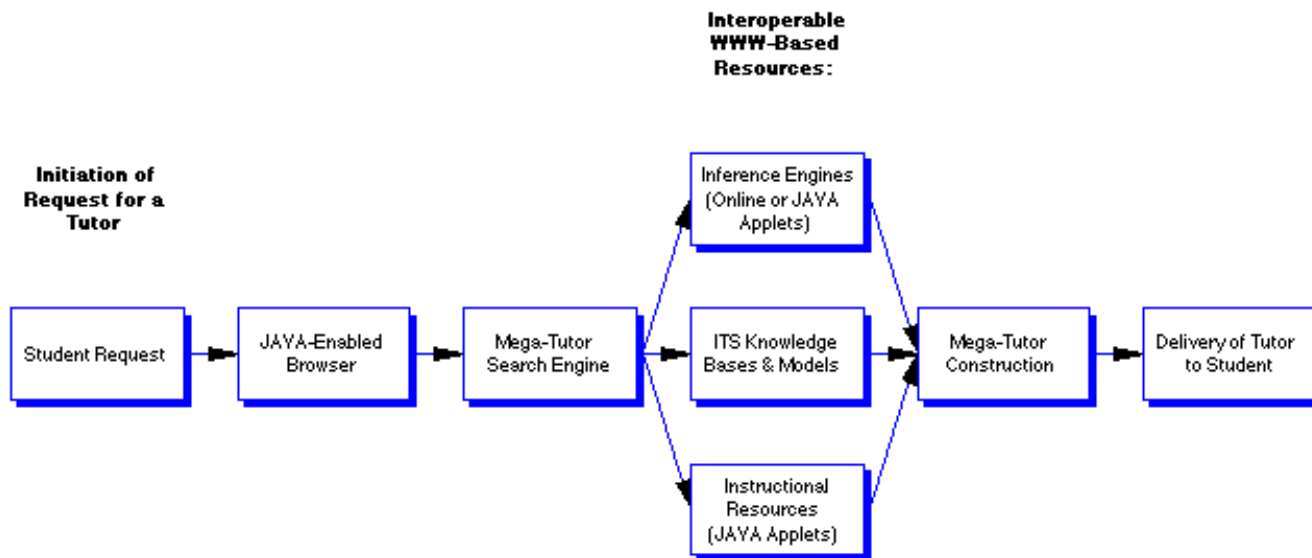 Interoperable
WWW-Based
Resources:
Initiation of
Request for a
Tutor
Student Request
JAVA-Enabled
Browser
Mega-Tutor
Search Engine
Inference Engines
(Online or JAVA
Applets)
ITS Knowledge
Bases & Models
Instructional
Resources
(JAVA Applets)
Mega-Tutor
Construction
Delivery of Tutor
to Student